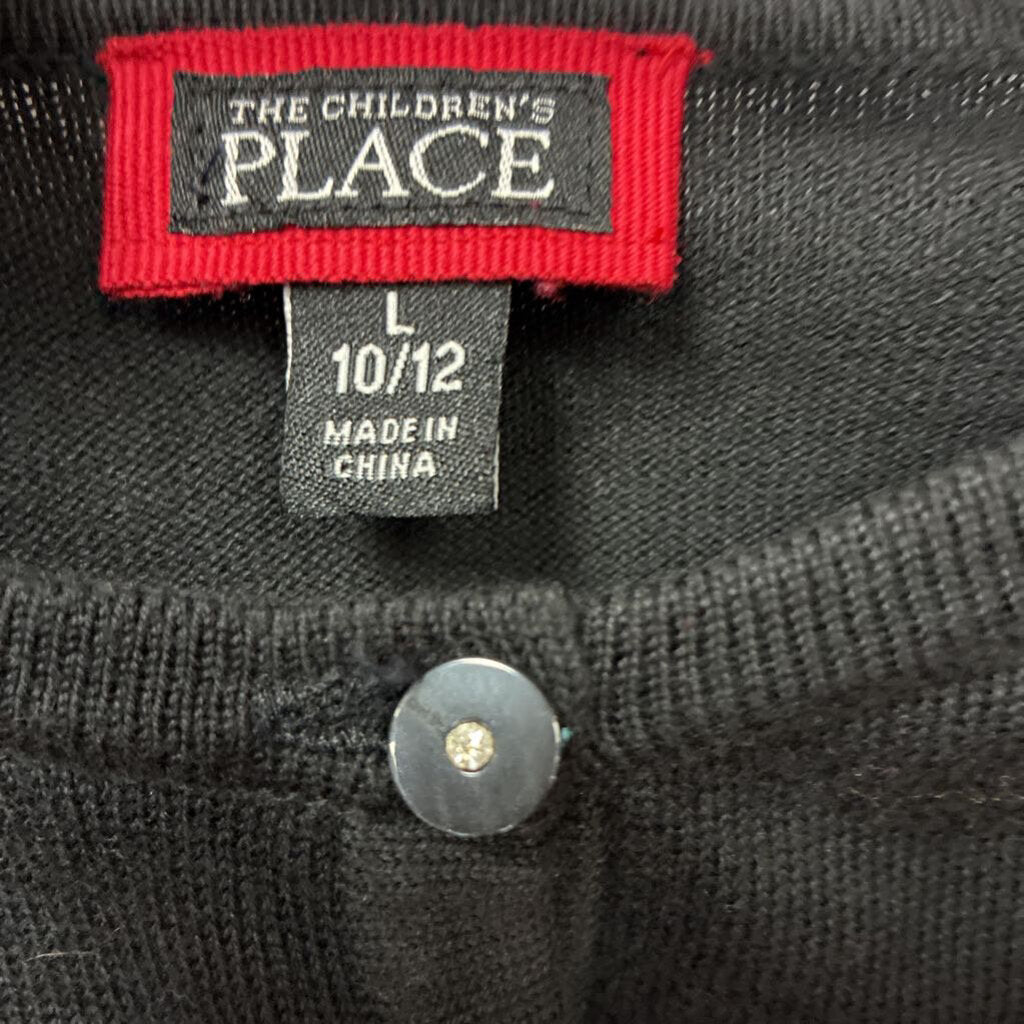 THE CHILDREN'S
PLACE
L
10/12
MADE IN
CHINA